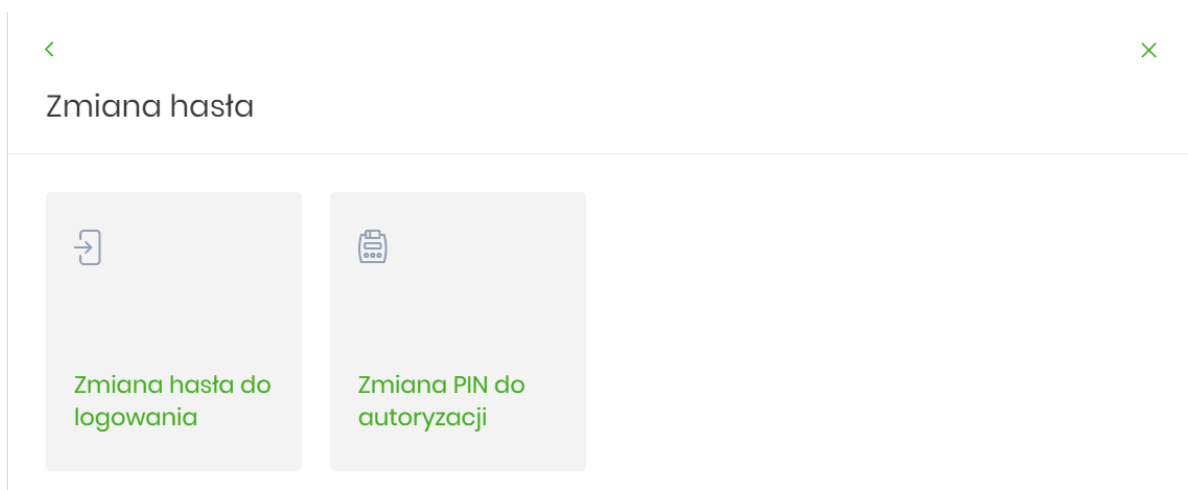 Zmiana hasła
Zmiana hasła do
logowania
Zmiana PIN do
autoryzacji